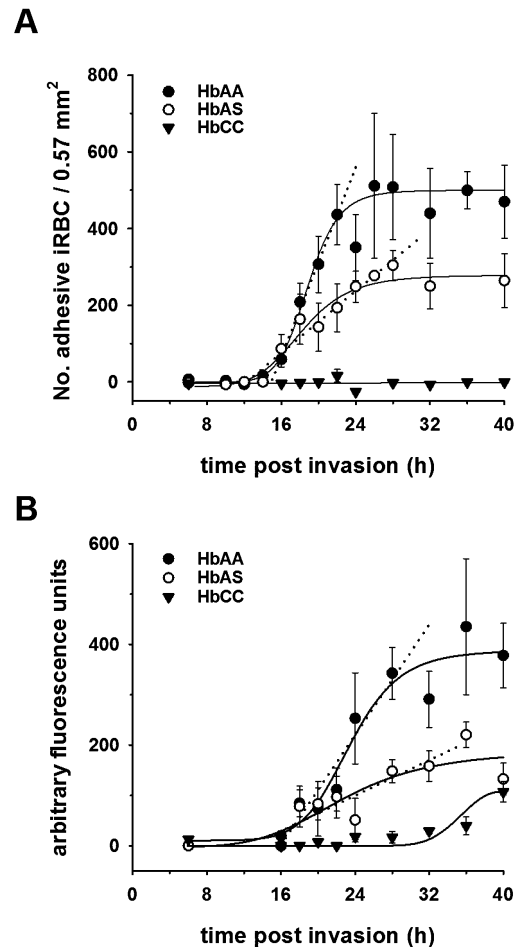 A
No. adhesive iRBC / 0.57 mm²
800
600
400
200
0
HbAA
HbAS
HbCC
0 8 16 24 32 40
time post invasion (h)
B
arbitrary fluorescence units
600
400
200
0
HbAA
HbAS
HbCC
0 8 16 24 32 40
time post invasion (h)